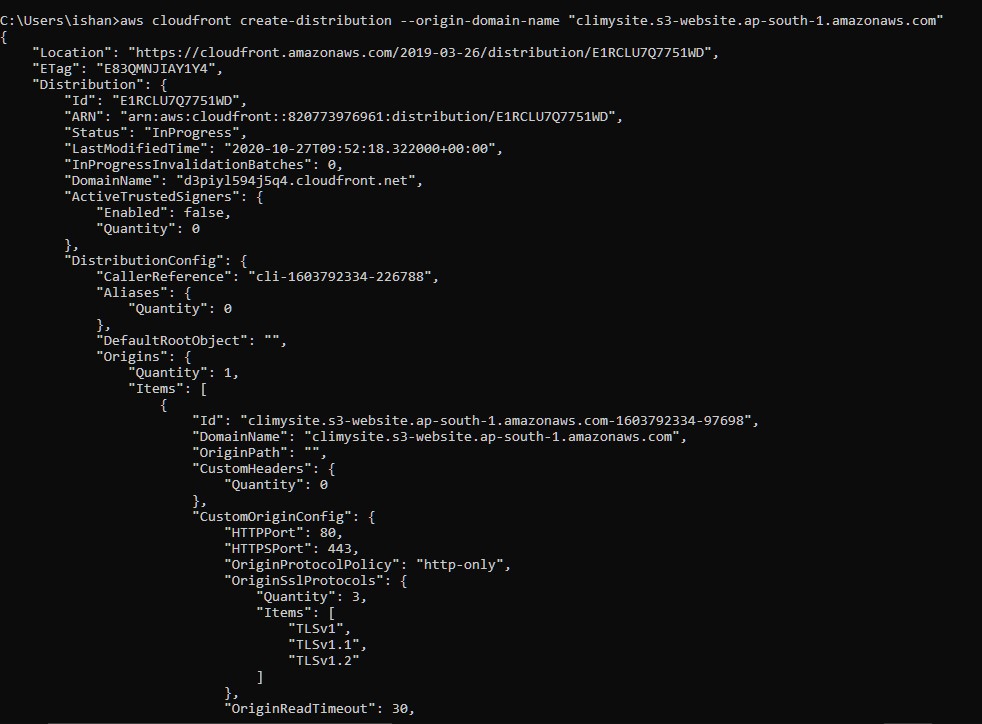 C:\Users\ishan>aws cloudfront create-distribution --origin-domain-name "climysite.s3-website.ap-south-1.amazonaws.com"
{
    "Location": "https://cloudfront.amazonaws.com/2019-03-26/distribution/E1RCLU7Q7751WD",
    "ETag": "E83QMNJIAY1Y4",
    "Distribution": {
        "Id": "E1RCLU7Q7751WD",
        "ARN": "arn:aws:cloudfront::820773976961:distribution/E1RCLU7Q7751WD",
        "Status": "InProgress",
        "LastModifiedTime": "2020-10-27T09:52:18.322000+00:00",
        "InProgressInvalidationBatches": 0,
        "DomainName": "d3piyl594j5q4.cloudfront.net",
        "ActiveTrustedSigners": {
            "Enabled": false,
            "Quantity": 0
        },
        "DistributionConfig": {
            "CallerReference": "cli-1603792334-226788",
            "Aliases": {
                "Quantity": 0
            },
            "DefaultRootObject": "",
            "Origins": {
                "Quantity": 1,
                "Items": [
                    {
                        "Id": "climysite.s3-website.ap-south-1.amazonaws.com-1603792334-97698",
                        "DomainName": "climysite.s3-website.ap-south-1.amazonaws.com",
                        "OriginPath": "",
                        "CustomHeaders": {
                            "Quantity": 0
                        },
                        "CustomOriginConfig": {
                            "HTTPPort": 80,
                            "HTTPSPort": 443,
                            "OriginProtocolPolicy": "http-only",
                            "OriginSslProtocols": {
                                "Quantity": 3,
                                "Items": [
                                    "TLSv1",
                                    "TLSv1.1",
                                    "TLSv1.2"
                                ]
                            },
                            "OriginReadTimeout": 30,